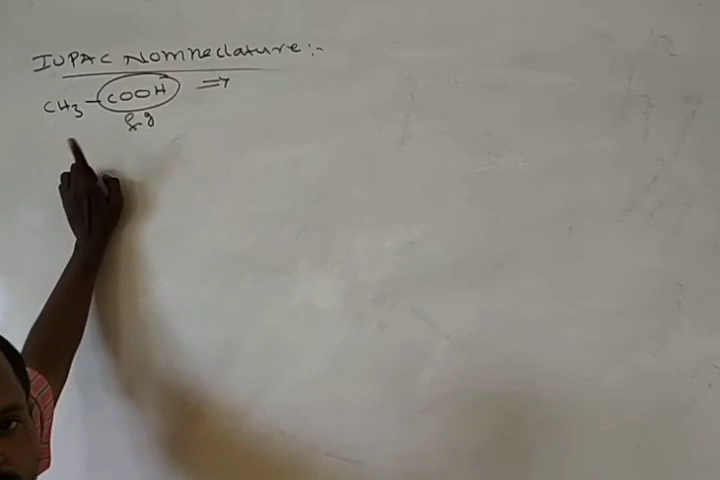 IUPAC Nomneclature:-
CH₃-COOH ⇒
f.g